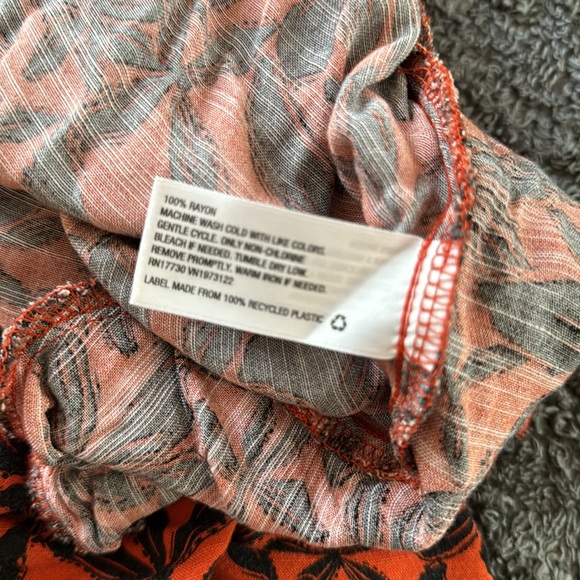 100% RAYON
MACHINE WASH COLD WITH LIKE COLORS.
GENTLE CYCLE. ONLY NON-CHLORINE
BLEACH IF NEEDED. TUMBLE DRY LOW.
REMOVE PROMPTLY. WARM IRON IF NEEDED.
RN17730 VN1973122
LABEL MADE FROM 100% RECYCLED PLASTIC